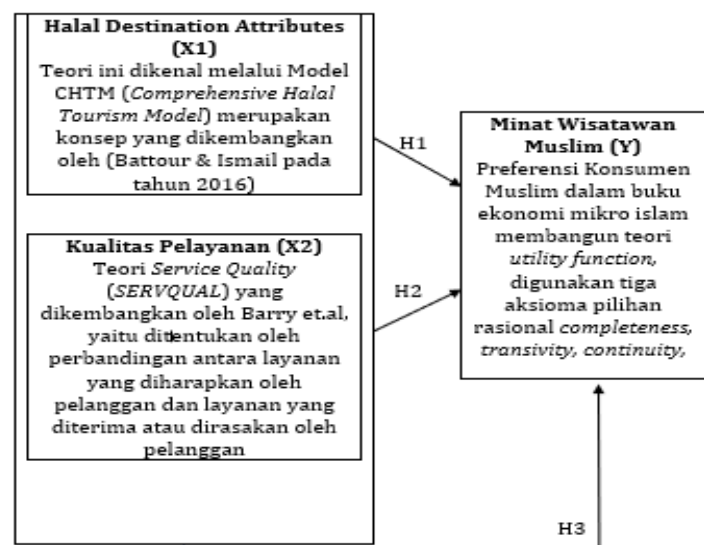 Halal Destination Attributes
(X1)
Teori ini dikenal melalui Model
CHTM (Comprehensive Halal
Tourism Model) merupakan
konsep yang dikembangkan
oleh (Battour & Ismail pada
tahun 2016)
H1
Kualitas Pelayanan (X2)
Teori Service Quality
(SERVQUAL) yang
dikembangkan oleh Barry et.al,
yaitu ditentukan oleh
perbandingan antara layanan
yang diharapkan oleh
pelanggan dan layanan yang
diterima atau dirasakan oleh
pelanggan
H2
Minat Wisatawan
Muslim (Y)
Preferensi Konsumen
Muslim dalam buku
ekonomi mikro islam
membangun teori
utility function,
digunakan tiga
aksioma pilihan
rasional completeness,
transivity, continuity,
H3